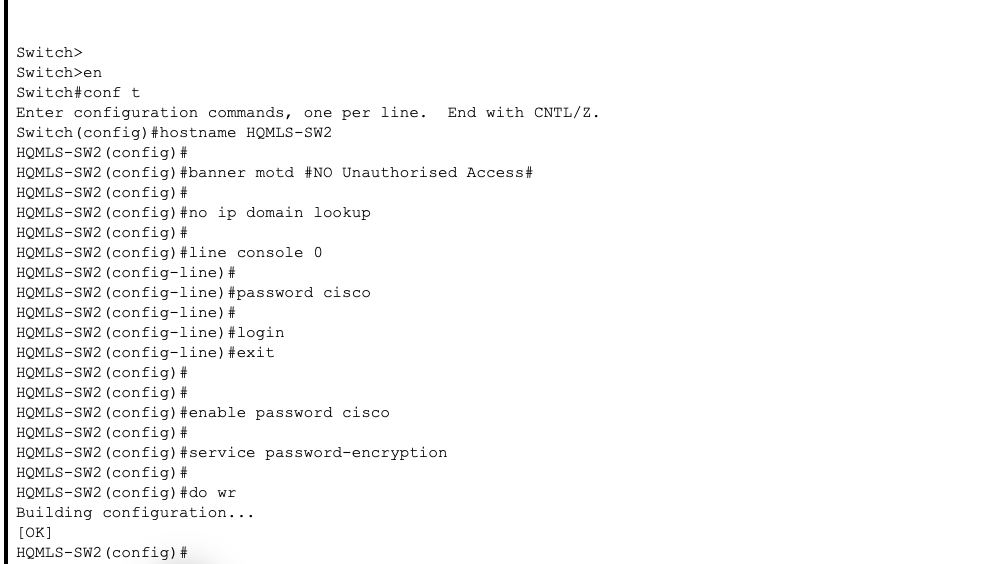 Switch>
Switch>en
Switch#conf t
Enter configuration commands, one per line.  End with CNTL/Z.
Switch(config)#hostname HQMLS-SW2
HQMLS-SW2(config)#
HQMLS-SW2(config)#banner motd #NO Unauthorised Access#
HQMLS-SW2(config)#
HQMLS-SW2(config)#no ip domain lookup
HQMLS-SW2(config)#
HQMLS-SW2(config)#line console 0
HQMLS-SW2(config-line)#
HQMLS-SW2(config-line)#password cisco
HQMLS-SW2(config-line)#
HQMLS-SW2(config-line)#login
HQMLS-SW2(config-line)#exit
HQMLS-SW2(config)#
HQMLS-SW2(config)#
HQMLS-SW2(config)#enable password cisco
HQMLS-SW2(config)#
HQMLS-SW2(config)#service password-encryption
HQMLS-SW2(config)#
HQMLS-SW2(config)#do wr
Building configuration...
[OK]
HQMLS-SW2(config)#